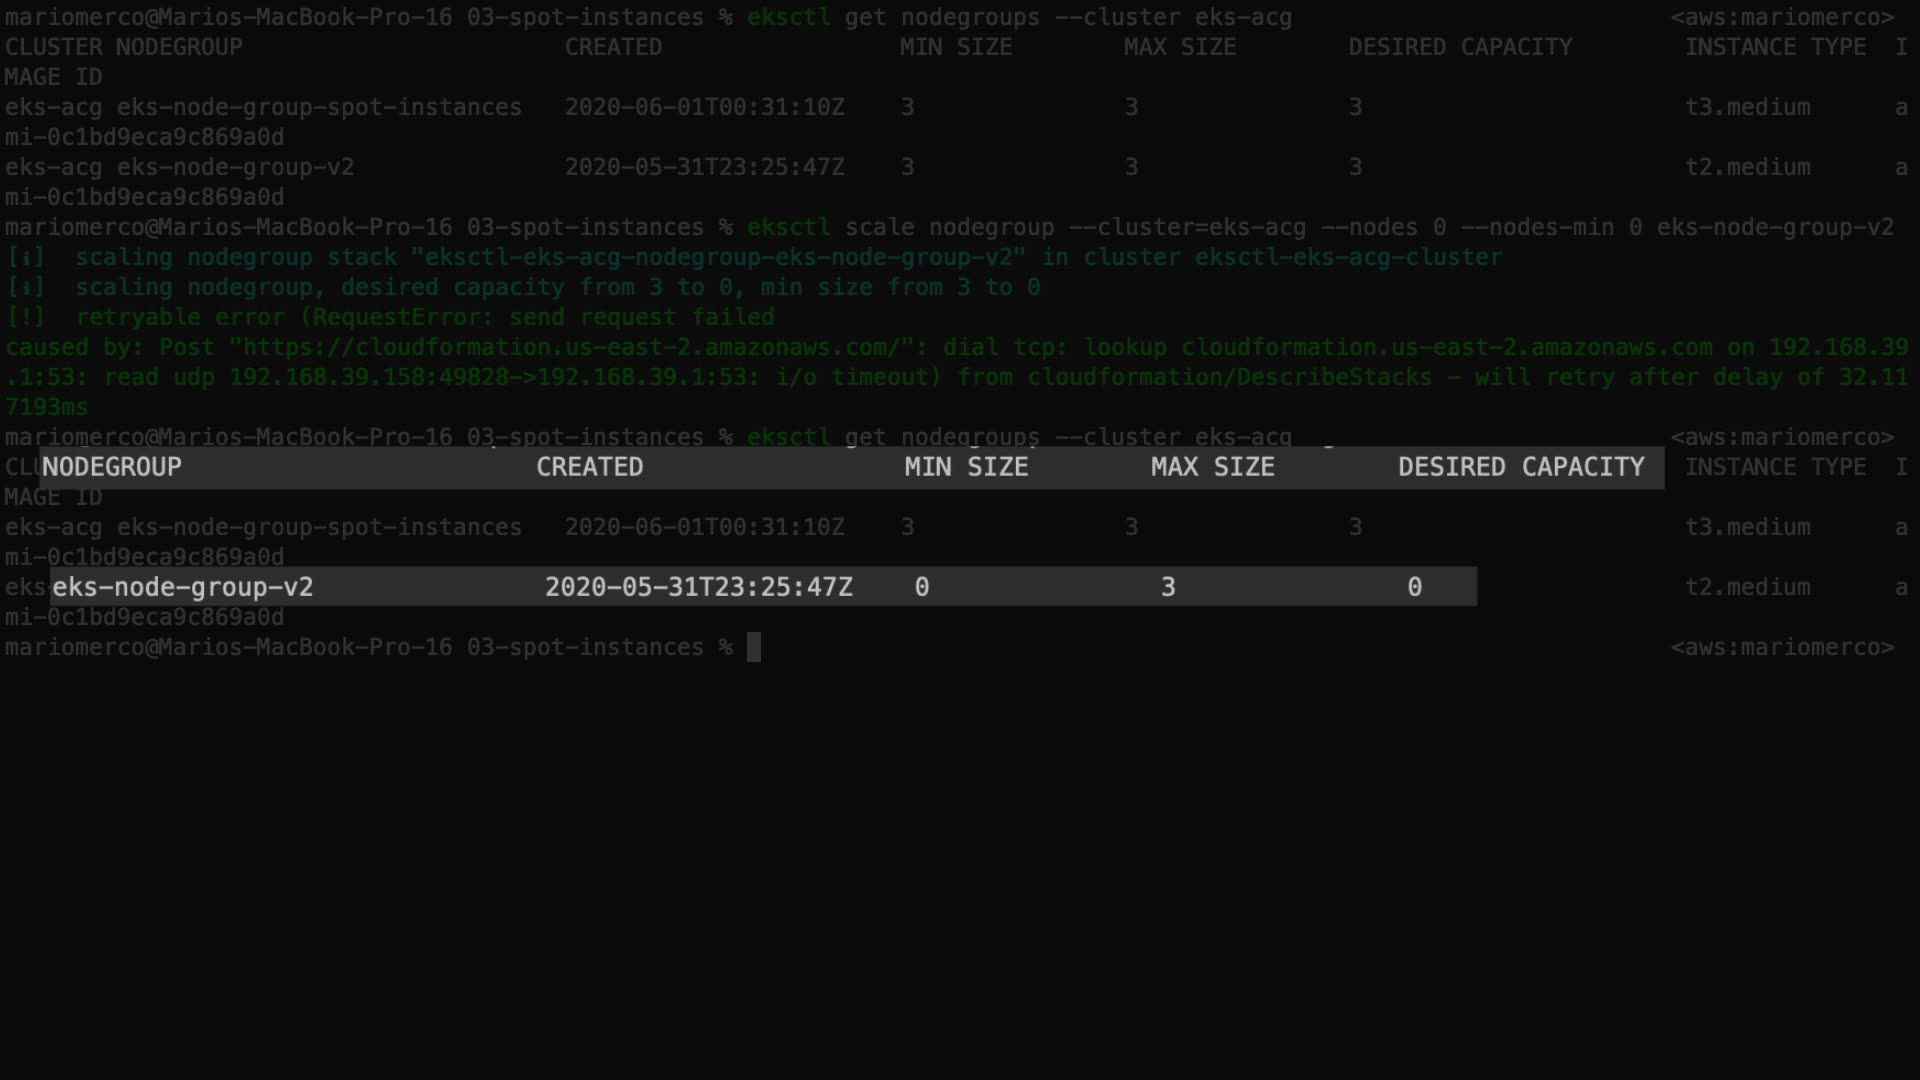 mariomerco@Marios-MacBook-Pro-16 03-spot-instances % eksctl get nodegroups --cluster eks-acg <aws:mariomerco>
CLUSTER NODEGROUP CREATED MIN SIZE MAX SIZE DESIRED CAPACITY INSTANCE TYPE I
MAGE ID
eks-acg eks-node-group-spot-instances 2020-06-01T00:31:10Z 3 3 3 t3.medium a
mi-0c1bd9eca9c869a0d
eks-acg eks-node-group-v2 2020-05-31T23:25:47Z 3 3 3 t2.medium a
mi-0c1bd9eca9c869a0d
mariomerco@Marios-MacBook-Pro-16 03-spot-instances % eksctl scale nodegroup --cluster=eks-acg --nodes 0 --nodes-min 0 eks-node-group-v2
[ℹ] scaling nodegroup stack "eksctl-eks-acg-nodegroup-eks-node-group-v2" in cluster eksctl-eks-acg-cluster
[ℹ] scaling nodegroup, desired capacity from 3 to 0, min size from 3 to 0
[!] retryable error (RequestError: send request failed
caused by: Post "https://cloudformation.us-east-2.amazonaws.com/": dial tcp: lookup cloudformation.us-east-2.amazonaws.com on 192.168.39
.1:53: read udp 192.168.39.158:49828->192.168.39.1:53: i/o timeout) from cloudformation/DescribeStacks - will retry after delay of 32.11
7193ms
mariomerco@Marios-MacBook-Pro-16 03-spot-instances % eksctl get nodegroups --cluster eks-acg <aws:mariomerco>
CLU NODEGROUP CREATED MIN SIZE MAX SIZE DESIRED CAPACITY INSTANCE TYPE I
MAGE ID
eks-acg eks-node-group-spot-instances 2020-06-01T00:31:10Z 3 3 3 t3.medium a
mi-0c1bd9eca9c869a0d
eks- eks-node-group-v2 2020-05-31T23:25:47Z 0 3 0 t2.medium a
mi-0c1bd9eca9c869a0d
mariomerco@Marios-MacBook-Pro-16 03-spot-instances % <aws:mariomerco>